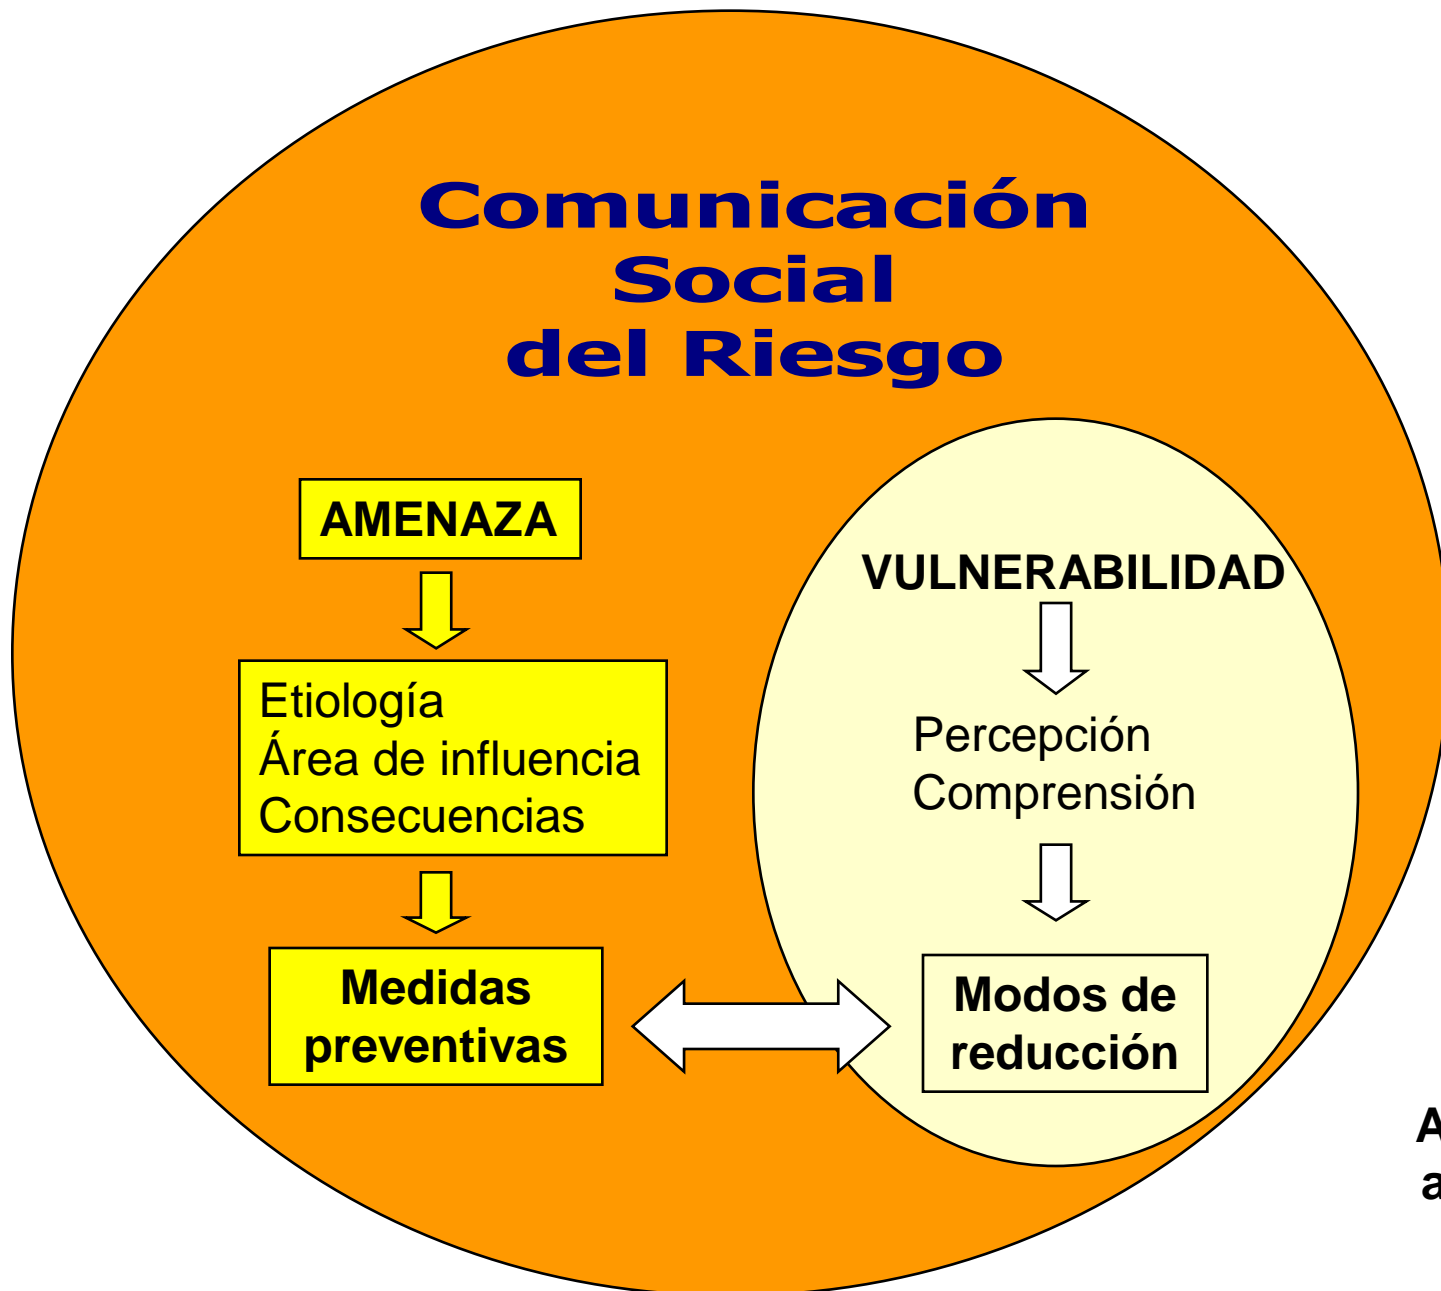 Comunicación
Social
del Riesgo
AMENAZA
Etiología
Área de influencia
Consecuencias
Medidas
preventivas
VULNERABILIDAD
Percepción
Comprensión
Modos de
reducción
A
a